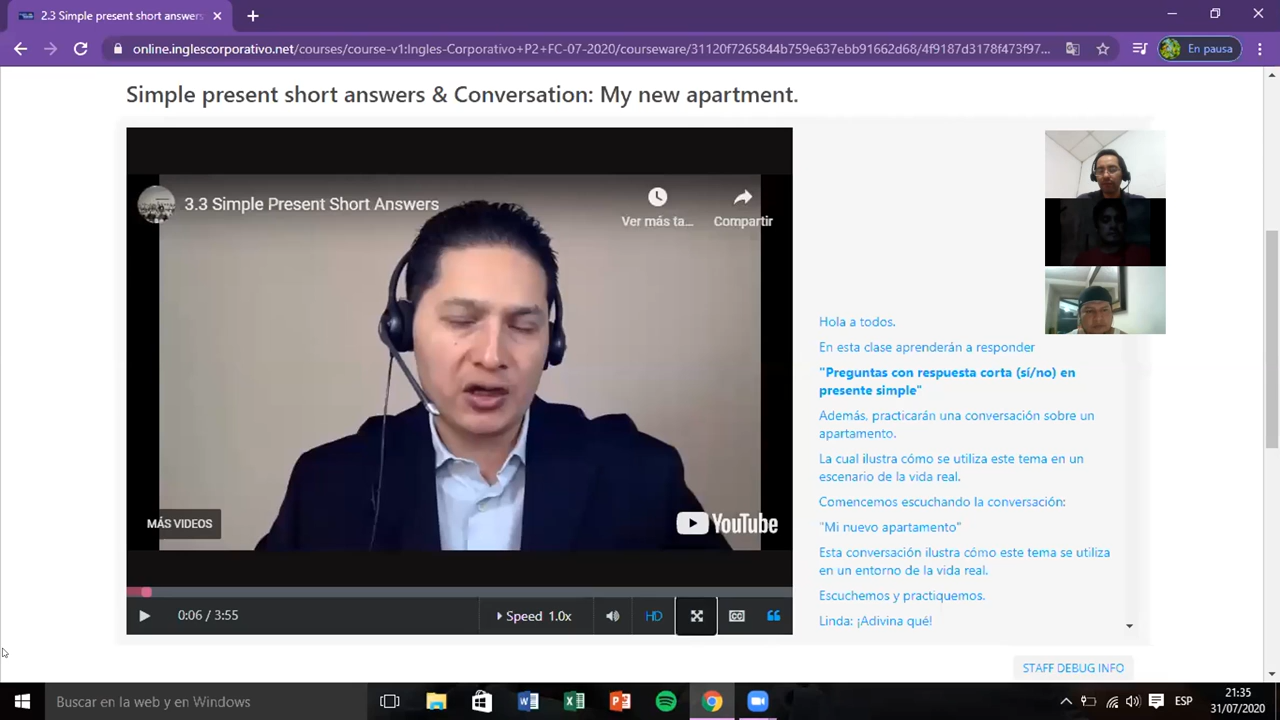 2.3 Simple present short answers
online.inglescorporativo.net/courses/course-v1:Ingles-Corporativo+P2+FC-07-2020/courseware/31120f7265844b759e637ebb91662d68/4f9187d3178f473f97...
En pausa
Simple present short answers & Conversation: My new apartment.
3.3 Simple Present Short Answers
Ver más ta...
Compartir
MÁS VIDEOS
YouTube
0:06 / 3:55
Speed 1.0x
HD
Hola a todos.
En esta clase aprenderán a responder
"Preguntas con respuesta corta (sí/no) en
presente simple"
Además, practicarán una conversación sobre un
apartamento.
La cual ilustra cómo se utiliza este tema en un
escenario de la vida real.
Comencemos escuchando la conversación:
"Mi nuevo apartamento"
Esta conversación ilustra cómo este tema se utiliza
en un entorno de la vida real.
Escuchemos y practiquemos.
Linda: ¡Adivina qué!
STAFF DEBUG INFO
Buscar en la web y en Windows
ESP
21:35
31/07/2020